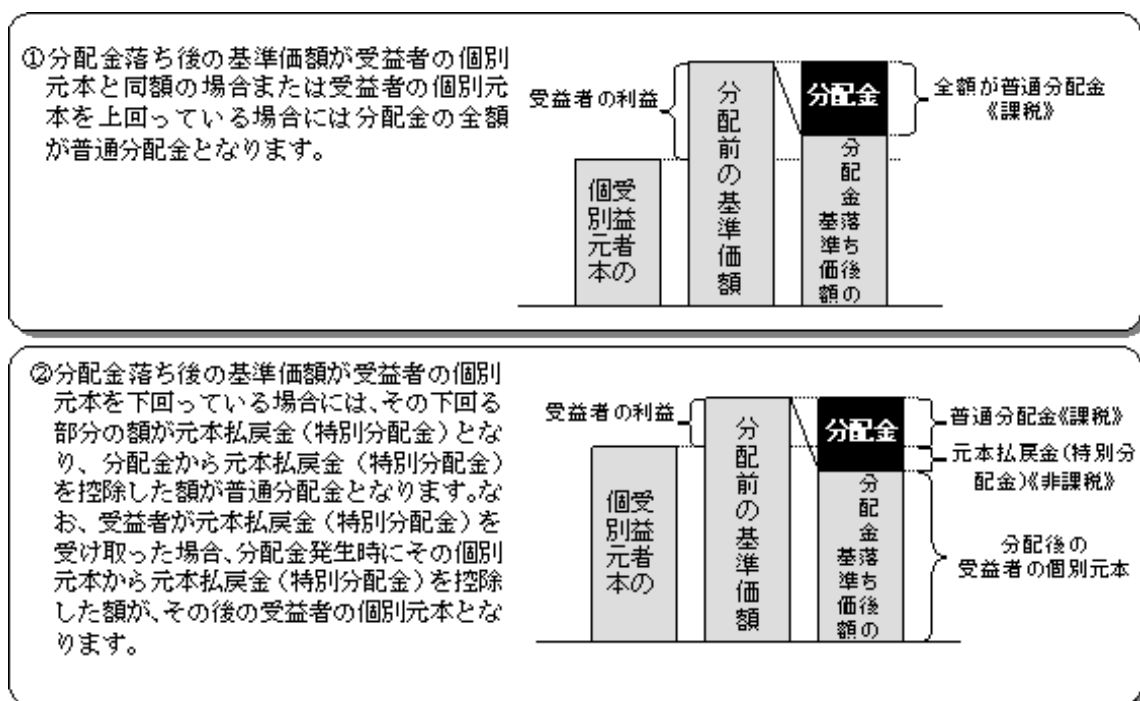 ①分配金落ち後の基準価額が受益者の個別
元本と同額の場合または受益者の個別元
本を上回っている場合には分配金の全額
が普通分配金となります。
受益者の利益
受益者の
個別元本
分配前の基準価額
分配金
分配金落ち後の
基準価額
全額が普通分配金
《課税》
②分配金落ち後の基準価額が受益者の個別
元本を下回っている場合には、その下回る
部分の額が元本払戻金（特別分配金）とな
り、分配金から元本払戻金（特別分配金）
を控除した額が普通分配金となります。な
お、受益者が元本払戻金（特別分配金）を
受け取った場合、分配金発生時にその個別
元本から元本払戻金（特別分配金）を控除
した額が、その後の受益者の個別元本とな
ります。
受益者の利益
受益者の
個別元本
分配前の基準価額
分配金
分配金落ち後の
基準価額
普通分配金《課税》
元本払戻金（特別分
配金）《非課税》
分配後の
受益者の個別元本